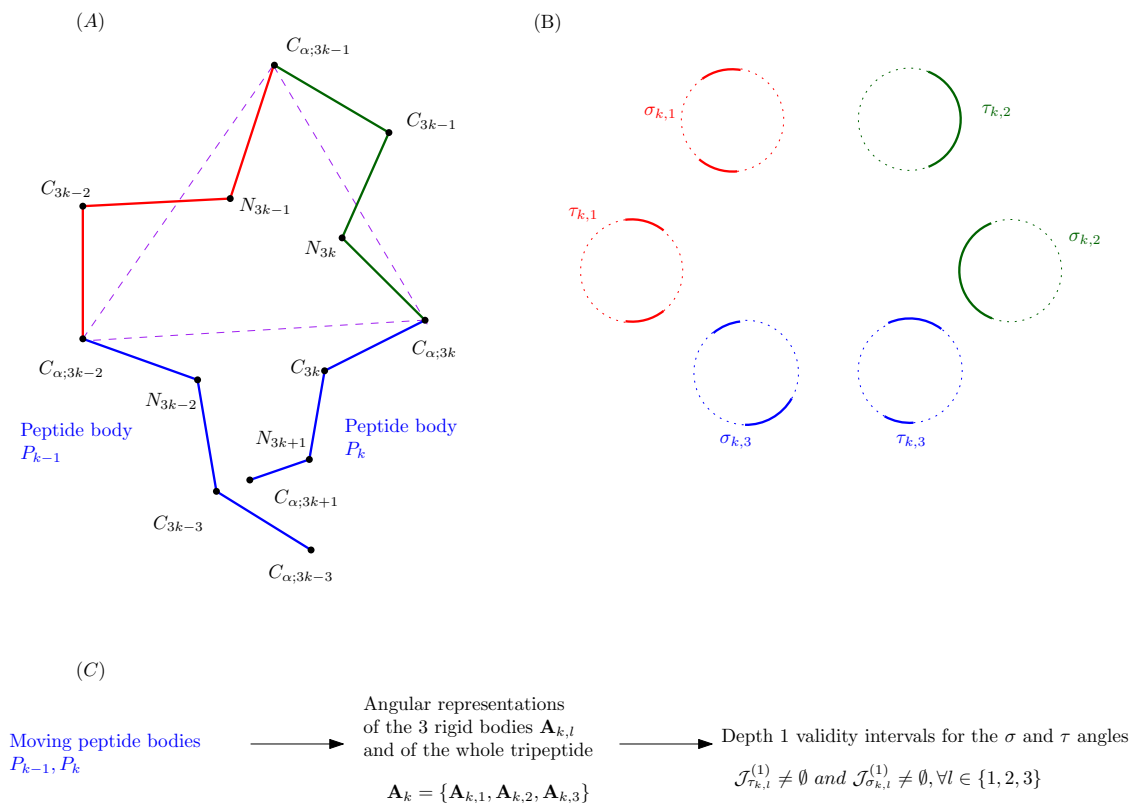 (A)
C_{α;3k−1}
C_{3k−1}
C_{3k−2}
N_{3k−1}
N_{3k}
C_{α;3k−2}
C_{α;3k}
C_{3k}
N_{3k−2}
Peptide body
P_{k−1}
N_{3k+1}
Peptide body
P_k
C_{α;3k+1}
C_{3k−3}
C_{α;3k−3}
(B)
σ_{k,1}
τ_{k,2}
τ_{k,1}
σ_{k,2}
σ_{k,3}
τ_{k,3}
(C)
Moving peptide bodies
P_{k−1}, P_k
Angular representations
of the 3 rigid bodies A_{k,l}
and of the whole tripeptide
A_k = {A_{k,1}, A_{k,2}, A_{k,3}}
Depth 1 validity intervals for the σ and τ angles
𝒥^{(1)}_{τ_{k,l}} ≠ ∅ and 𝒥^{(1)}_{σ_{k,l}} ≠ ∅, ∀l ∈ {1, 2, 3}